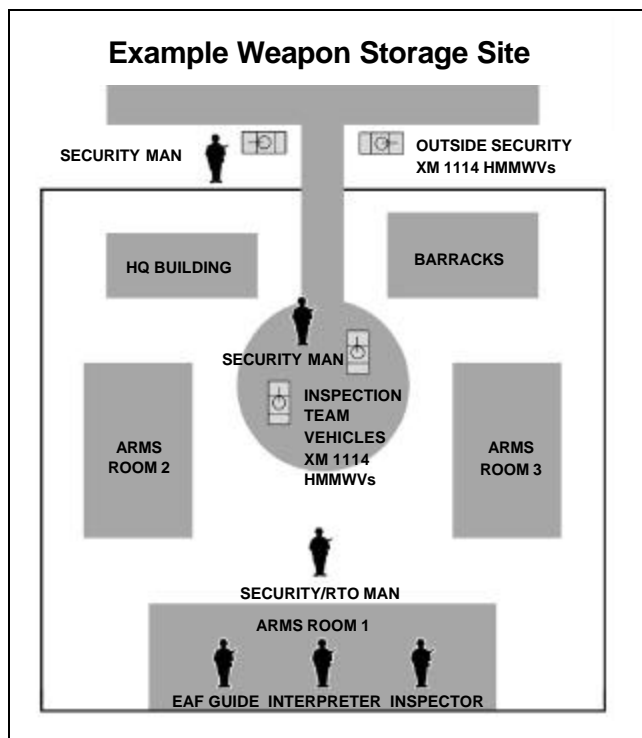 Example Weapon Storage Site
SECURITY MAN
OUTSIDE SECURITY
XM 1114 HMMWVs
HQ BUILDING
BARRACKS
SECURITY MAN
INSPECTION
TEAM
VEHICLES
XM 1114
HMMWVs
ARMS
ROOM 2
ARMS
ROOM 3
SECURITY/RTO MAN
ARMS ROOM 1
EAF GUIDE INTERPRETER INSPECTOR